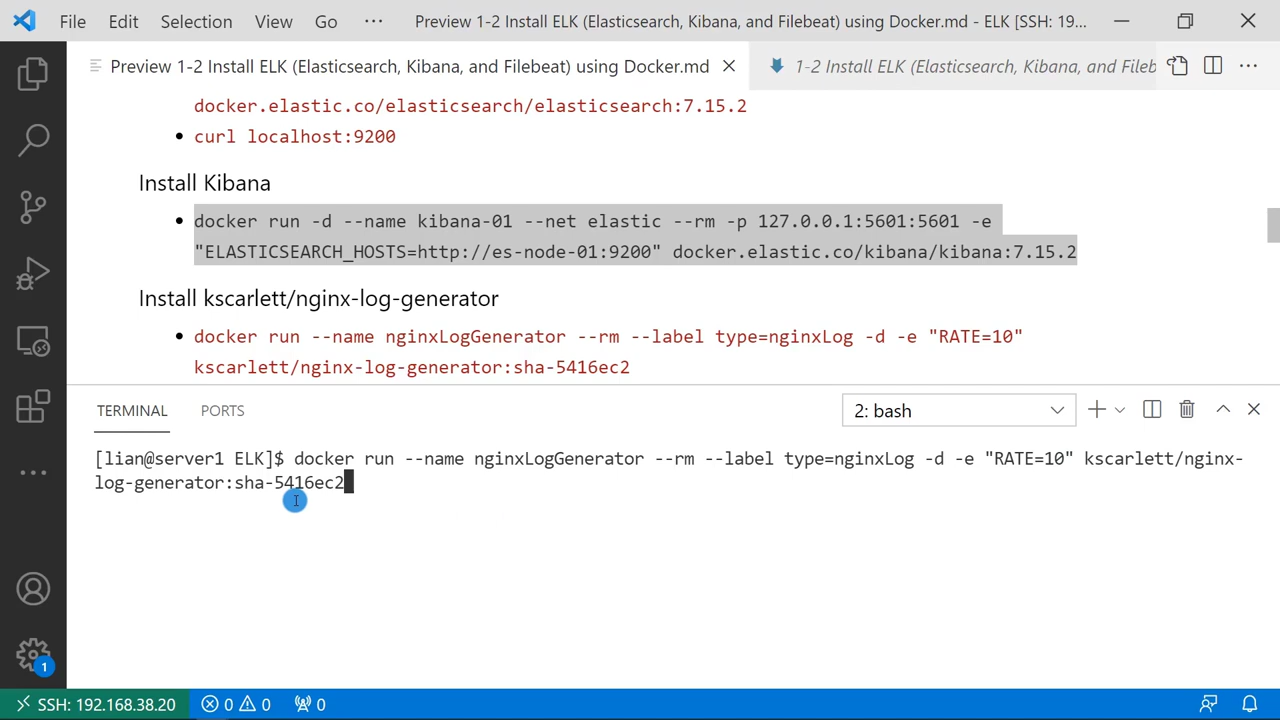 File Edit Selection View Go ··· Preview 1-2 Install ELK (Elasticsearch, Kibana, and Filebeat) using Docker.md - ELK [SSH: 19...
Preview 1-2 Install ELK (Elasticsearch, Kibana, and Filebeat) using Docker.md 1-2 Install ELK (Elasticsearch, Kibana, and Fileb
docker.elastic.co/elasticsearch/elasticsearch:7.15.2
• curl localhost:9200
Install Kibana
• docker run -d --name kibana-01 --net elastic --rm -p 127.0.0.1:5601:5601 -e
"ELASTICSEARCH_HOSTS=http://es-node-01:9200" docker.elastic.co/kibana/kibana:7.15.2
Install kscarlett/nginx-log-generator
• docker run --name nginxLogGenerator --rm --label type=nginxLog -d -e "RATE=10"
kscarlett/nginx-log-generator:sha-5416ec2
TERMINAL PORTS 2: bash
[lian@server1 ELK]$ docker run --name nginxLogGenerator --rm --label type=nginxLog -d -e "RATE=10" kscarlett/nginx-
log-generator:sha-5416ec2
1
SSH: 192.168.38.20 0 0 0